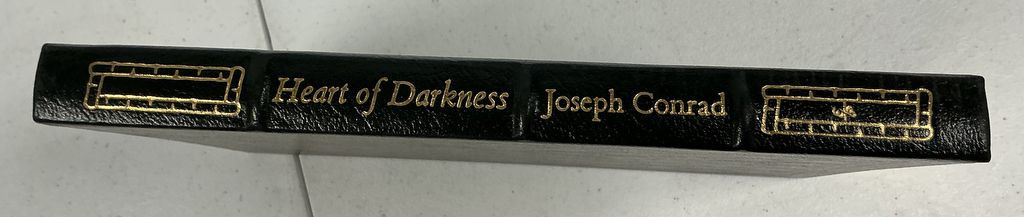 Heart of Darkness
Joseph Conrad